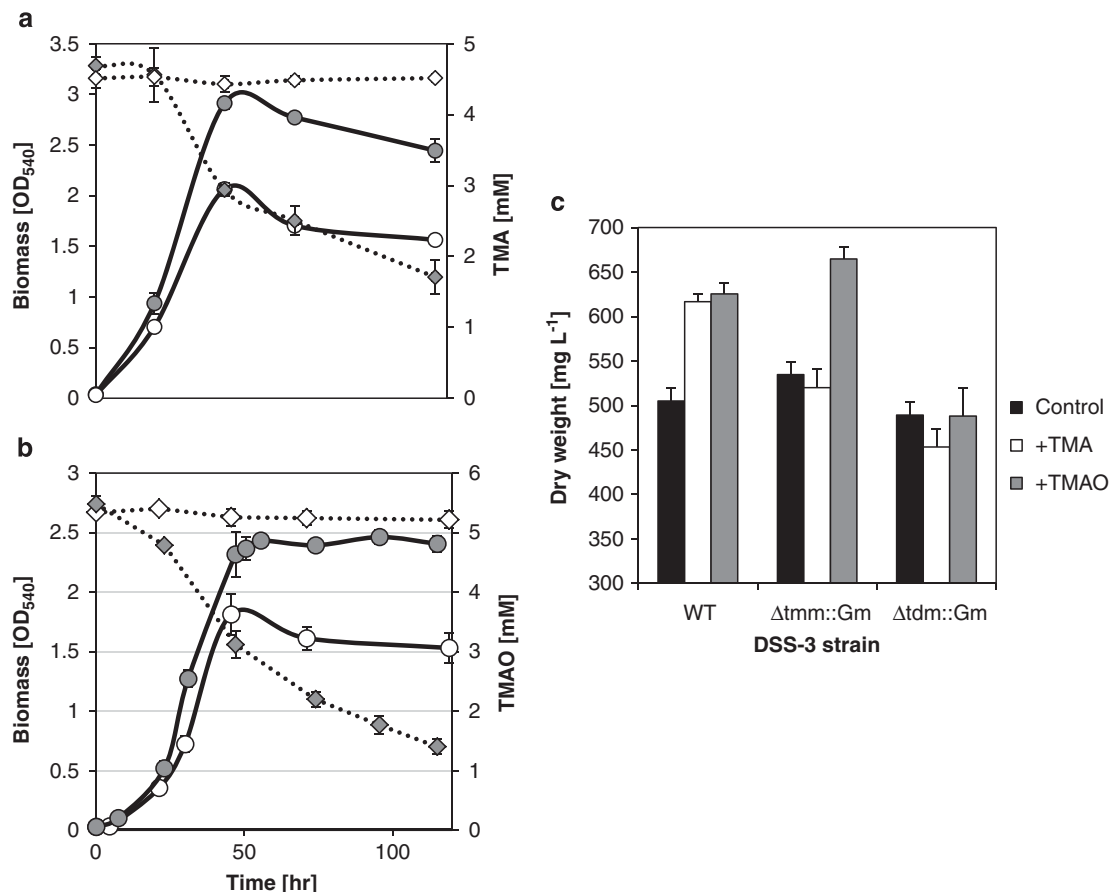 a
3.5
3
2.5
2
1.5
1
0.5
0
Biomass [OD540]
5
4
3
2
1
0
TMA [mM]
b
3
2.5
2
1.5
1
0.5
0
Biomass [OD540]
6
5
4
3
2
1
0
TMAO [mM]
0 50 100
Time [hr]
c
700
650
600
550
500
450
400
350
300
Dry weight [mg L-1]
WT Δtmm::Gm Δtdm::Gm
DSS-3 strain
Control
+TMA
+TMAO